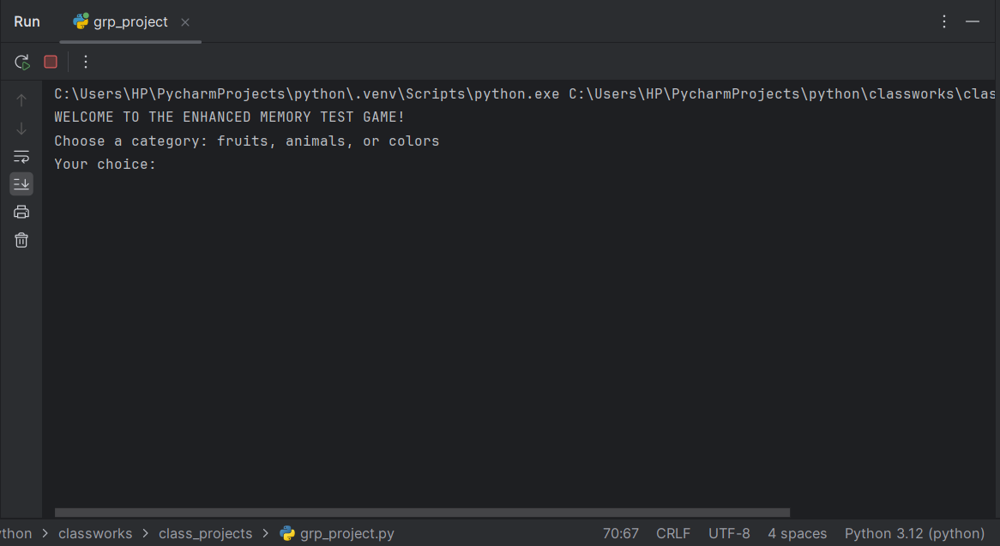 Run grp_project
C:\Users\HP\PycharmProjects\python\.venv\Scripts\python.exe C:\Users\HP\PycharmProjects\python\classworks\clas
WELCOME TO THE ENHANCED MEMORY TEST GAME!
Choose a category: fruits, animals, or colors
Your choice:
ython > classworks > class_projects > grp_project.py 70:67 CRLF UTF-8 4 spaces Python 3.12 (python)